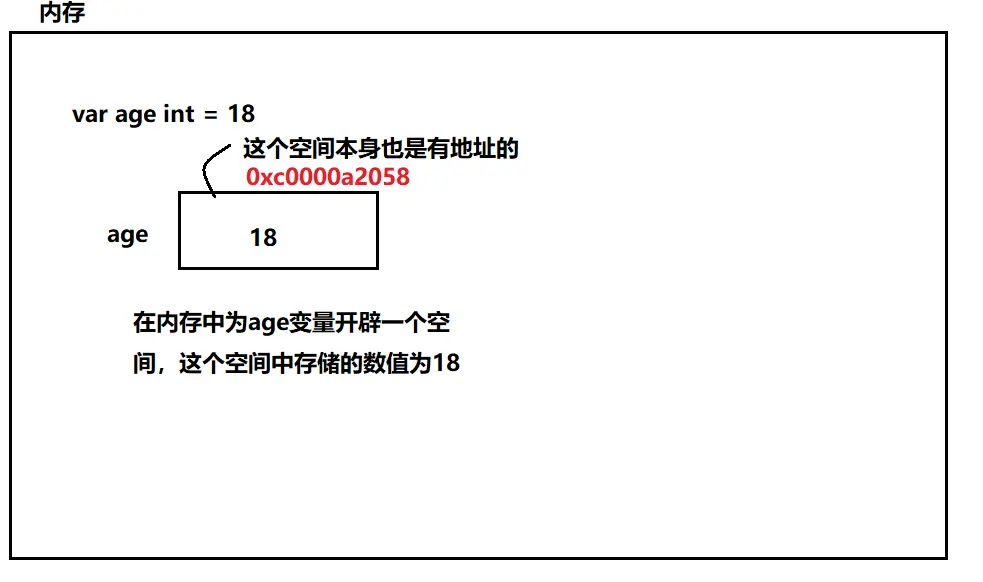 内存
var age int = 18
这个空间本身也是有地址的
0xc0000a2058
age
18
在内存中为age变量开辟一个空
间，这个空间中存储的数值为18